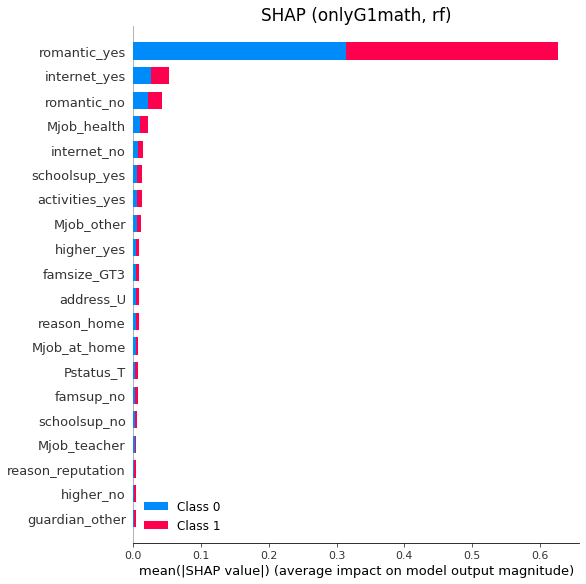 SHAP (onlyG1math, rf)
romantic_yes
internet_yes
romantic_no
Mjob_health
internet_no
schoolsup_yes
activities_yes
Mjob_other
higher_yes
famsize_GT3
address_U
reason_home
Mjob_at_home
Pstatus_T
famsup_no
schoolsup_no
Mjob_teacher
reason_reputation
higher_no
guardian_other
Class 0
Class 1
0.0 0.1 0.2 0.3 0.4 0.5 0.6
mean(|SHAP value|) (average impact on model output magnitude)